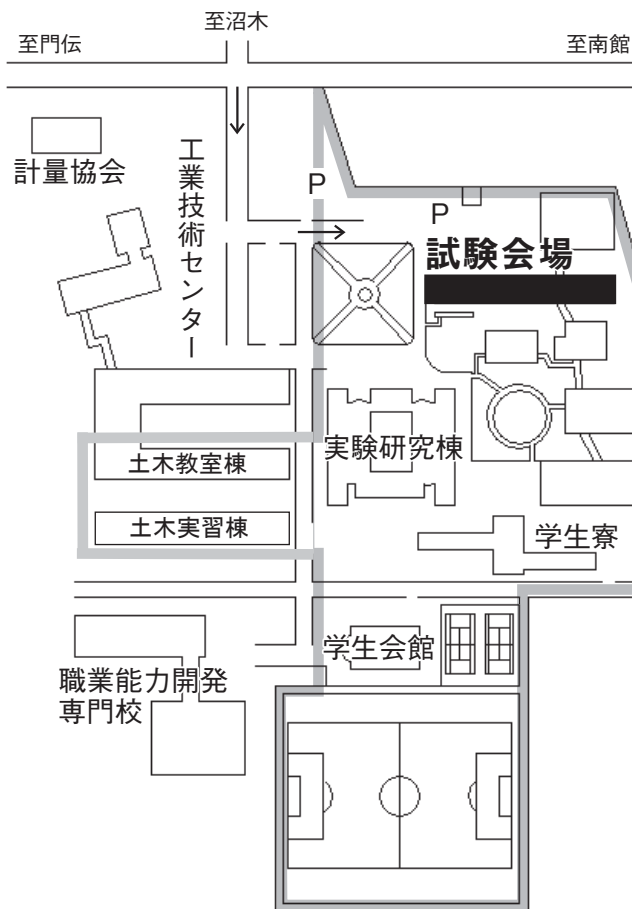 至沼木
至門伝
至南館
計量協会
工業技術センター
P
P
試験会場
実験研究棟
土木教室棟
土木実習棟
学生寮
学生会館
職業能力開発
専門校